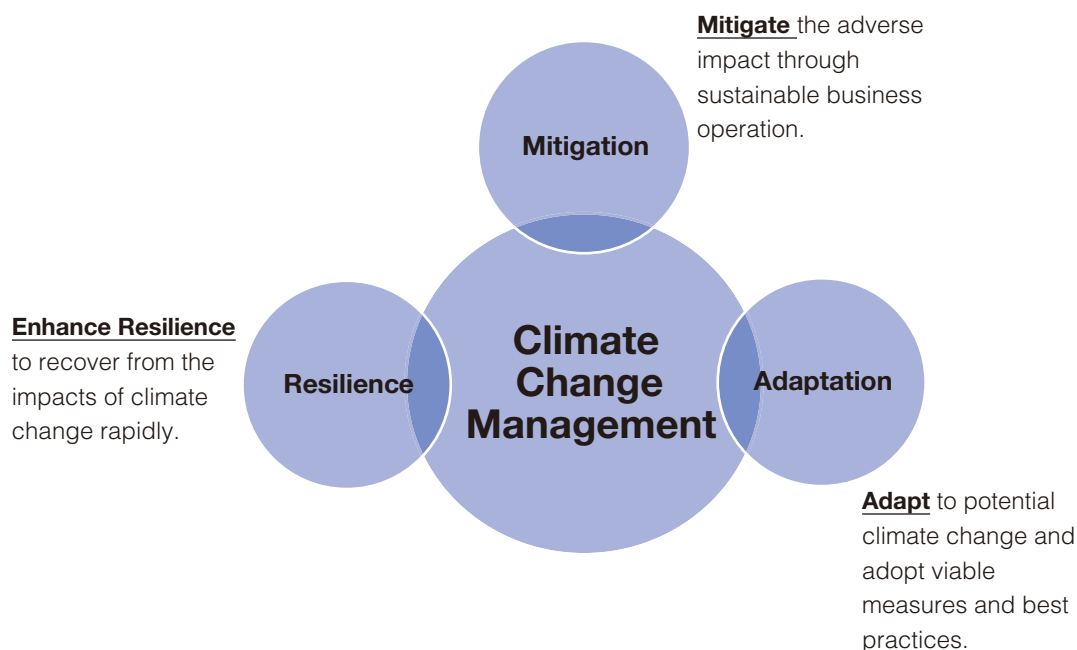 Mitigate the adverse
impact through
sustainable business
operation.
Mitigation
Enhance Resilience
to recover from the
impacts of climate
change rapidly.
Resilience
Climate
Change
Management
Adaptation
Adapt to potential
climate change and
adopt viable
measures and best
practices.